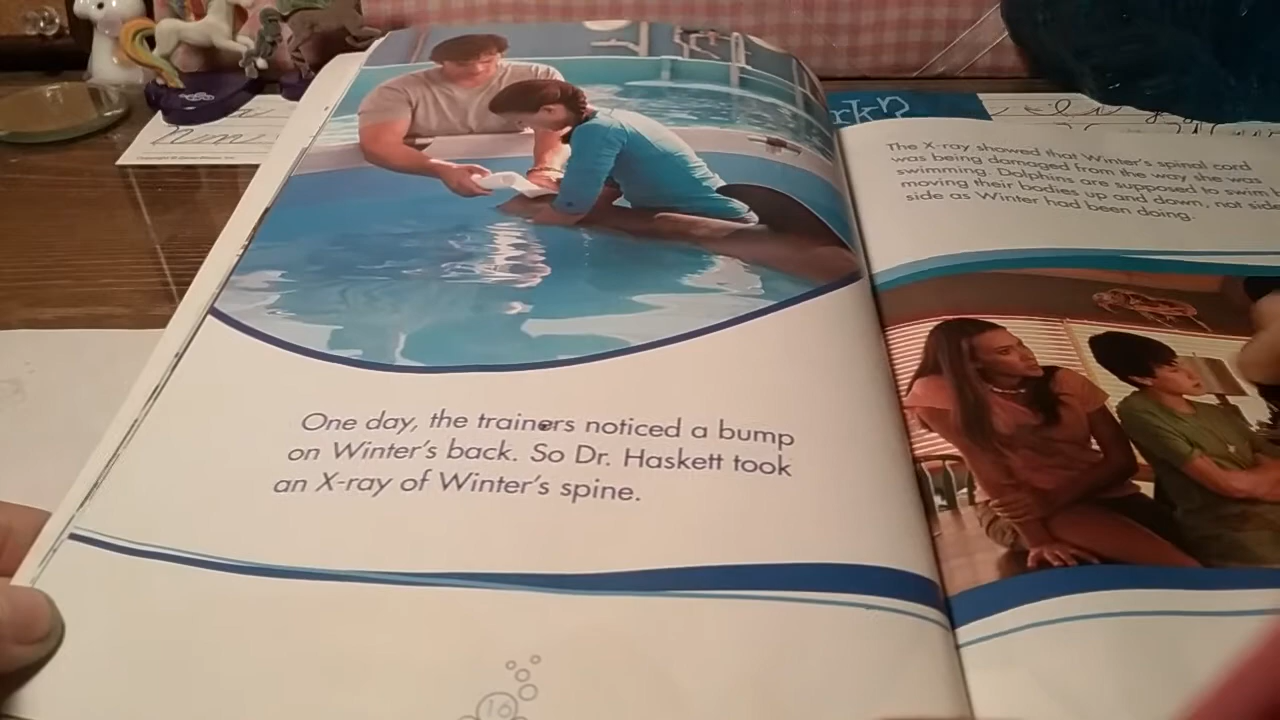 One day, the trainers noticed a bump
on Winter's back. So Dr. Haskett took
an X-ray of Winter's spine.
16
The X-ray showed that Winter's spinal cord
was being damaged from the way she was
swimming. Dolphins are supposed to swim
moving their bodies up and down, not side
side as Winter had been doing.